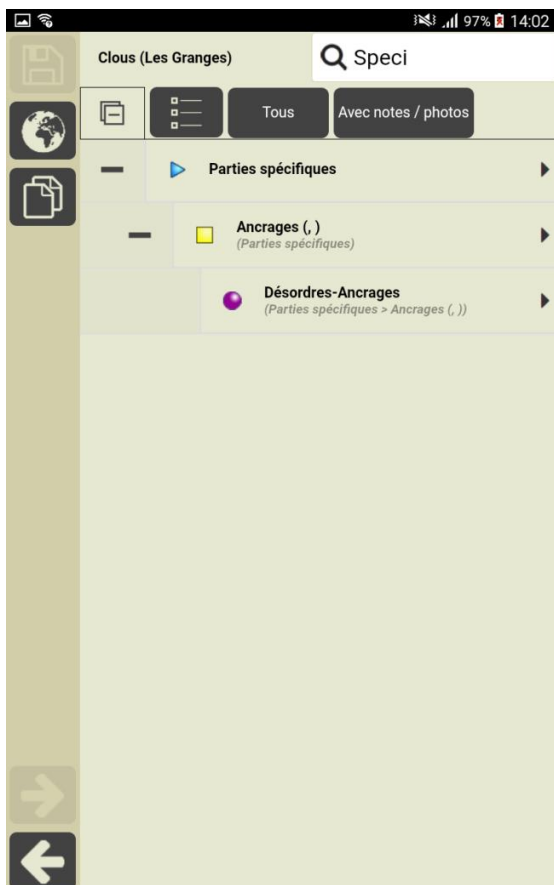 97% 14:02
Clous (Les Granges)
Speci
Tous
Avec notes / photos
Parties spécifiques
Ancrages (, )
(Parties spécifiques)
Désordres-Ancrages
(Parties spécifiques > Ancrages (, ))